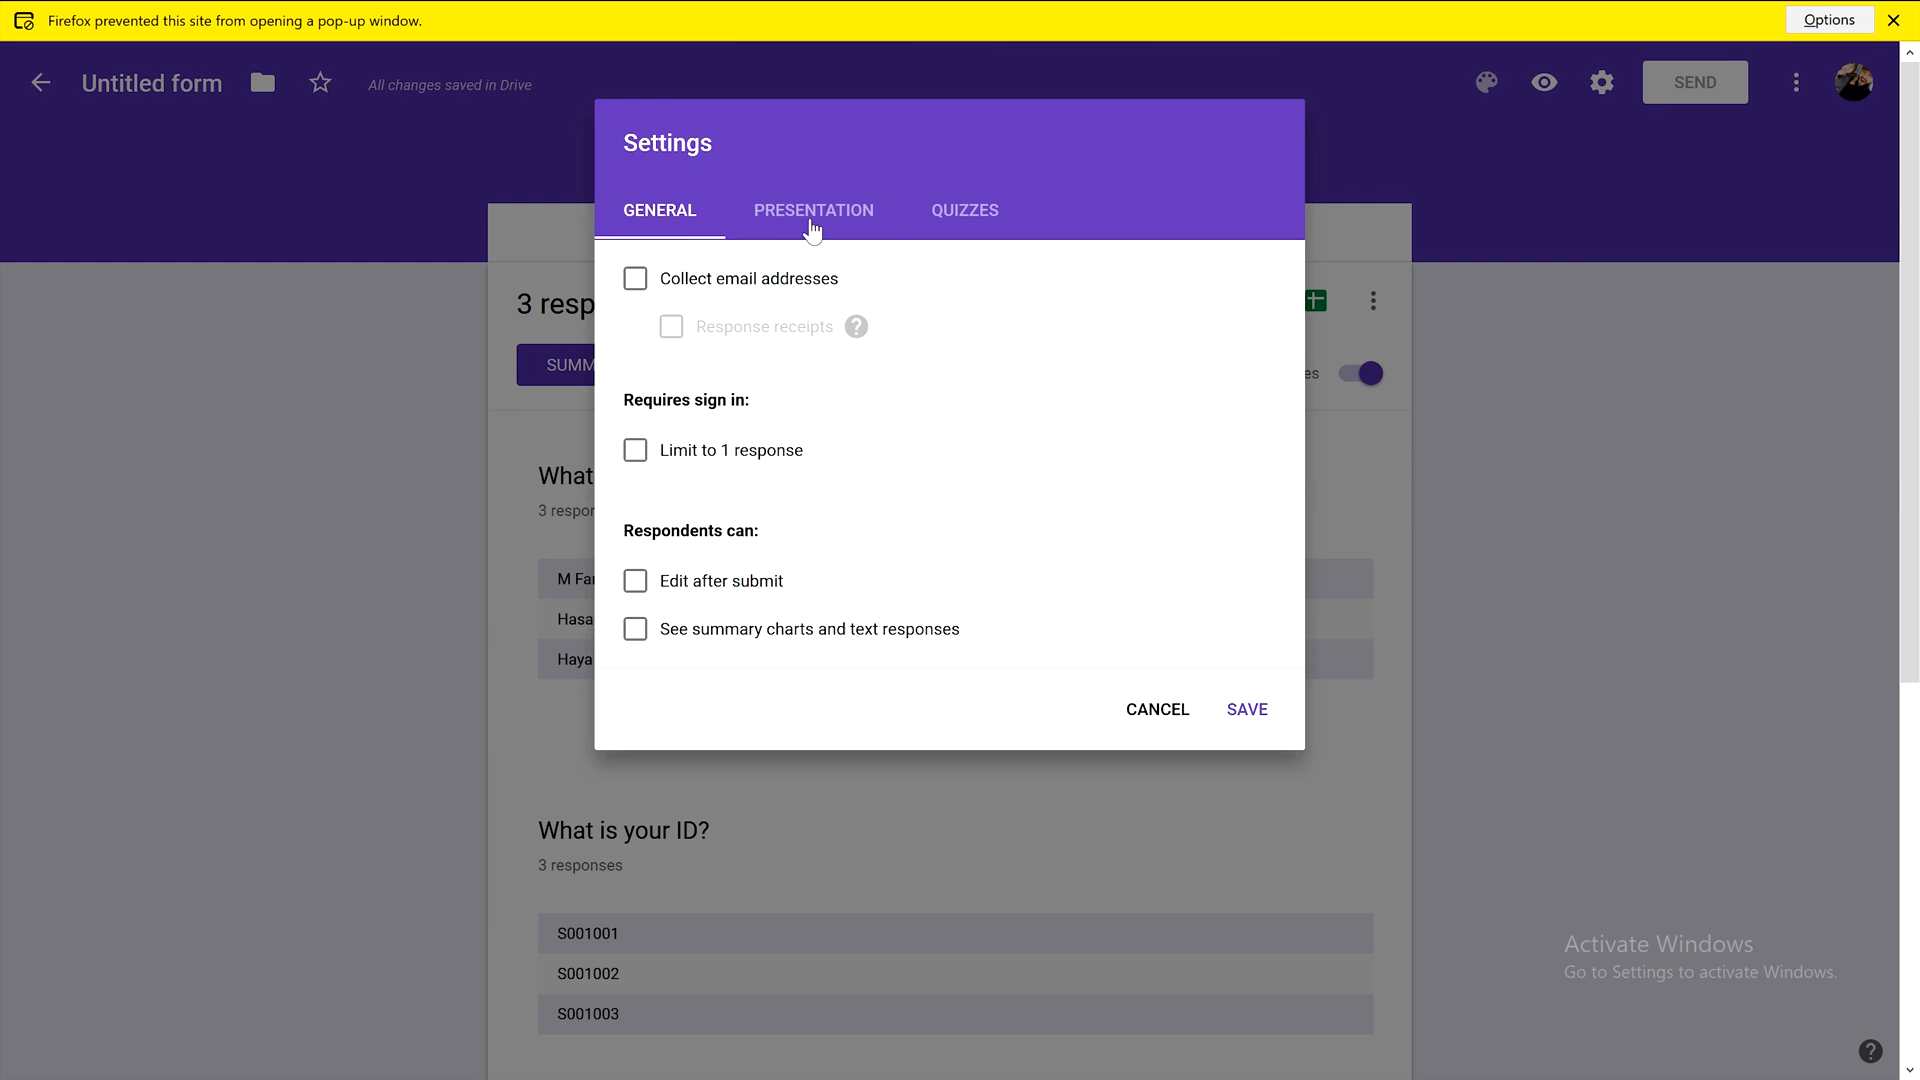 Firefox prevented this site from opening a pop-up window.
Options
Untitled form
All changes saved in Drive
SEND
Settings
GENERAL PRESENTATION QUIZZES
Collect email addresses
3 resp
Response receipts
SUMM
es
Requires sign in:
Limit to 1 response
What
3 respor
Respondents can:
M Far
Edit after submit
Hasa
See summary charts and text responses
Haya
CANCEL SAVE
What is your ID?
3 responses
S001001
S001002
S001003
Activate Windows
Go to Settings to activate Windows.